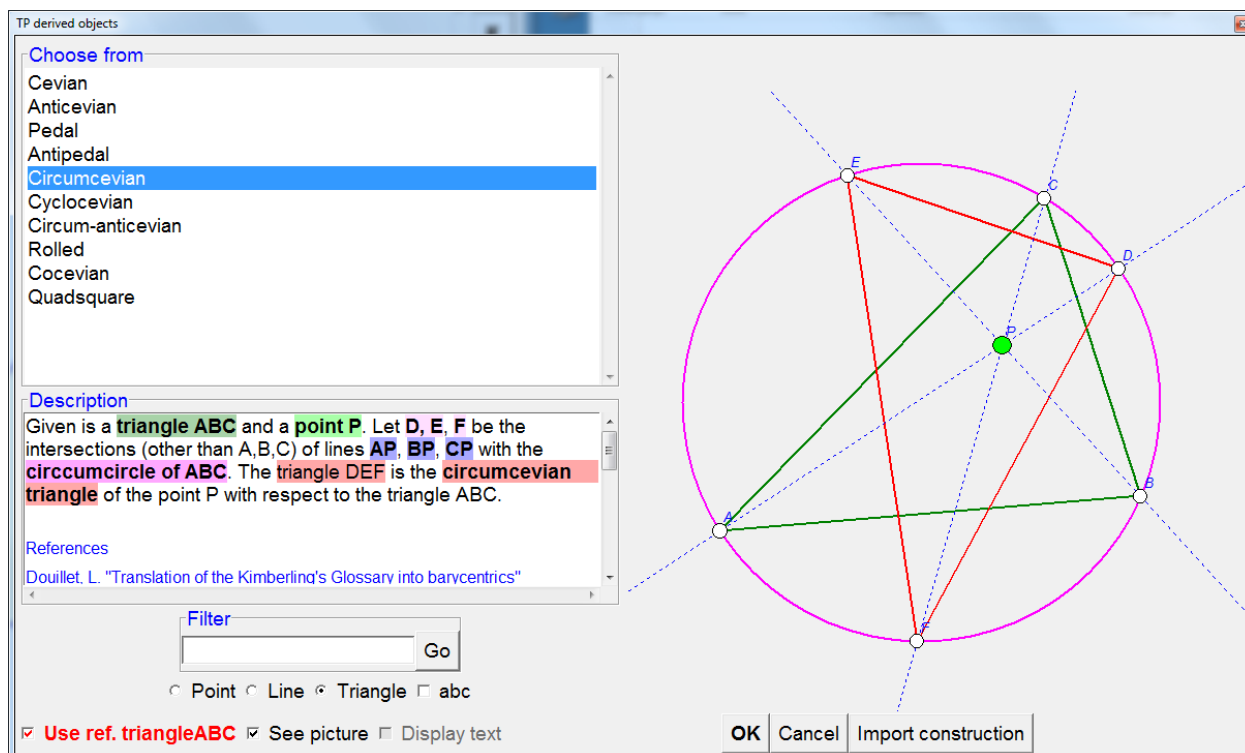 TP derived objects
Choose from
Cevian
Anticevian
Pedal
Antipedal
Circumcevian
Cyclocevian
Circum-anticevian
Rolled
Cocevian
Quadsquare
Description
Given is a triangle ABC and a point P. Let D, E, F be the
intersections (other than A,B,C) of lines AP, BP, CP with the
circcumcircle of ABC. The triangle DEF is the circumcevian
triangle of the point P with respect to the triangle ABC.
References
Douillet, L. "Translation of the Kimberling's Glossary into barycentrics"
Filter
Go
Point Line Triangle abc
Use ref. triangleABC See picture Display text
E
C
D
P
B
A
F
OK Cancel Import construction